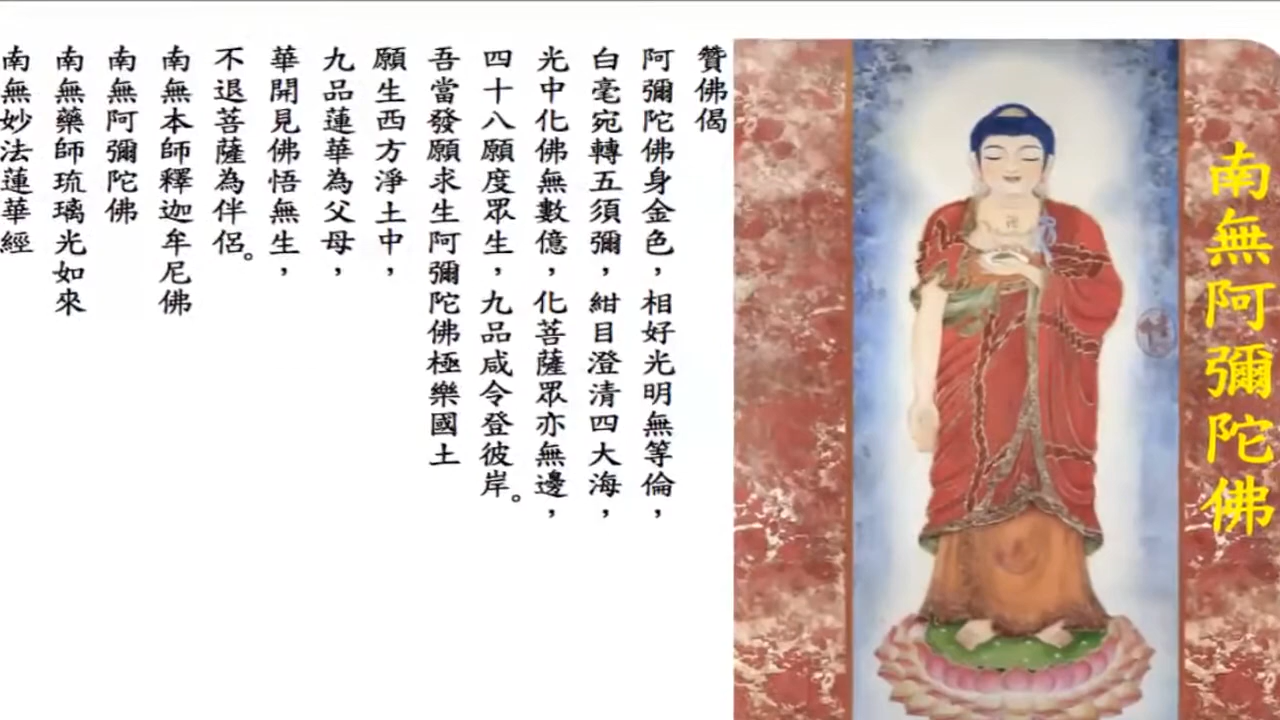 南無阿彌陀佛
贊佛偈
阿彌陀佛身金色，相好光明無等倫，
白毫宛轉五須彌，紺目澄清四大海，
光中化佛無數億，化菩薩眾亦無邊，
四十八願度眾生，九品咸令登彼岸。
吾當發願求生阿彌陀佛極樂國土
願生西方淨土中，
九品蓮華為父母，
華開見佛悟無生，
不退菩薩為伴侶。
南無本師釋迦牟尼佛
南無阿彌陀佛
南無藥師琉璃光如來
南無妙法蓮華經